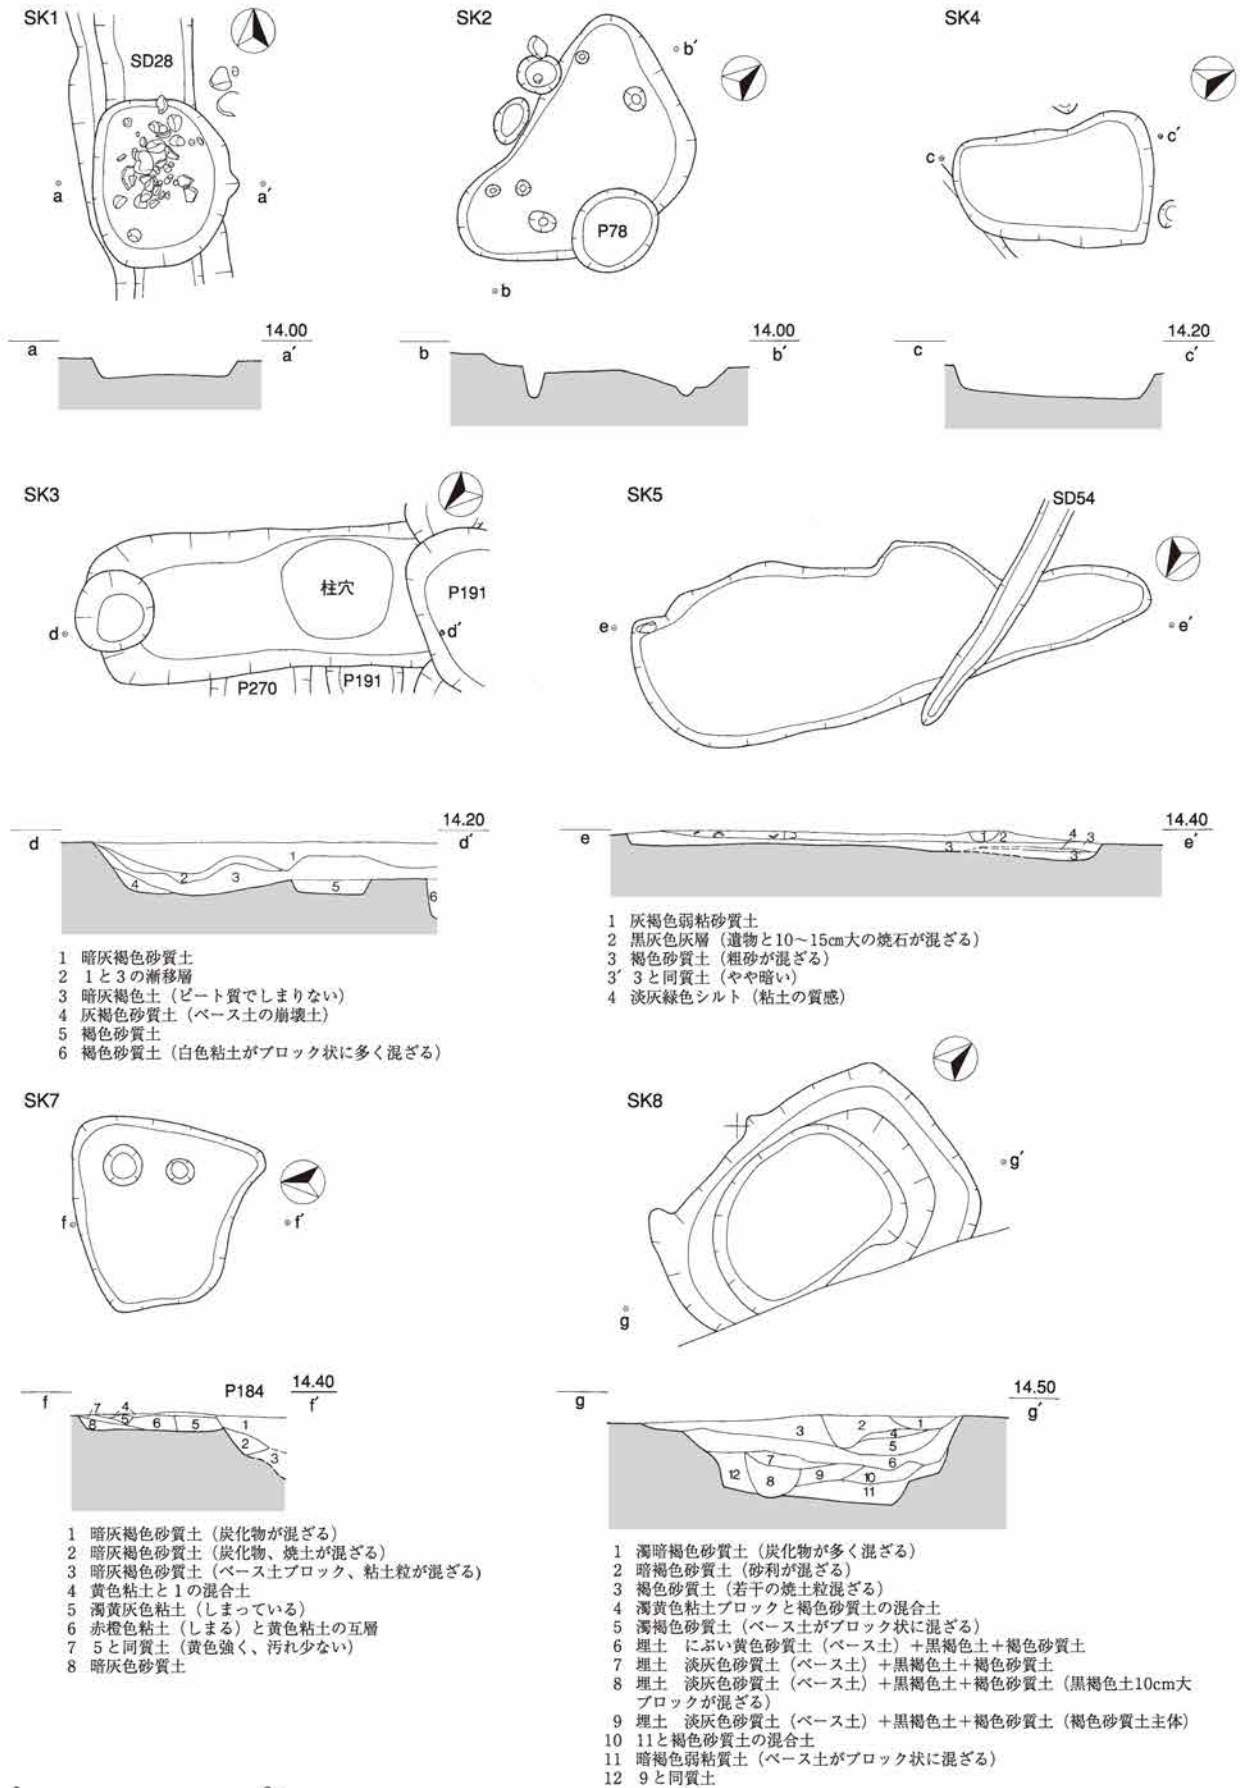 SK1
SD28
a
a′
14.00
a
a′
SK2
b′
P78
b
14.00
b
b′
SK4
c
c′
14.20
c
c′
SK3
柱穴
P191
d
d′
P270
P191
14.20
d
d′
1
2
3
4
5
6
1 暗灰褐色砂質土
2 1と3の漸移層
3 暗灰褐色土（ピート質でしまりない）
4 灰褐色砂質土（ベース土の崩壊土）
5 褐色砂質土
6 褐色砂質土（白色粘土がブロック状に多く混ざる）
SK5
SD54
e
e′
14.40
e
e′
1
2
4
3
3
3′
1 灰褐色弱粘砂質土
2 黒灰色灰層（遺物と10～15㎝大の焼石が混ざる）
3 褐色砂質土（粗砂が混ざる）
3′ 3と同質土（やや暗い）
4 淡灰緑色シルト（粘土の質感）
SK7
f
f′
P184
14.40
f
f′
7
4
8
5
6
5
1
2
3
1 暗灰褐色砂質土（炭化物が混ざる）
2 暗灰褐色砂質土（炭化物、焼土が混ざる）
3 暗灰褐色砂質土（ベース土ブロック、粘土粒が混ざる）
4 黄色粘土と1の混合土
5 濁黄灰色粘土（しまっている）
6 赤橙色粘土（しまる）と黄色粘土の互層
7 5と同質土（黄色強く、汚れ少ない）
8 暗灰色砂質土
SK8
g′
g
14.50
g
g′
3
2
1
4
5
6
7
12
8
9
10
11
1 濁暗褐色砂質土（炭化物が多く混ざる）
2 暗褐色砂質土（砂利が混ざる）
3 褐色砂質土（若干の焼土粒混ざる）
4 濁黄色粘土ブロックと褐色砂質土の混合土
5 濁褐色砂質土（ベース土がブロック状に混ざる）
6 埋土 にぶい黄色砂質土（ベース土）＋黒褐色土＋褐色砂質土
7 埋土 淡灰色砂質土（ベース土）＋黒褐色土＋褐色砂質土
8 埋土 淡灰色砂質土（ベース土）＋黒褐色土＋褐色砂質土（黒褐色土10cm大
ブロックが混ざる）
9 埋土 淡灰色砂質土（ベース土）＋黒褐色土＋褐色砂質土（褐色砂質土主体）
10 11と褐色砂質土の混合土
11 暗褐色弱粘質土（ベース土がブロック状に混ざる）
12 9と同質土